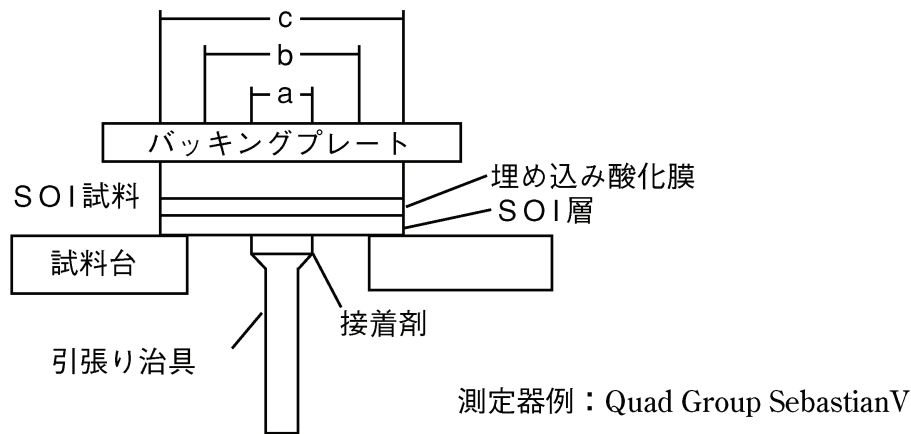 c
b
a
バッキングプレート
埋め込み酸化膜
ＳＯＩ試料
ＳＯＩ層
試料台
接着剤
引張り治具
測定器例：Quad Group SebastianV